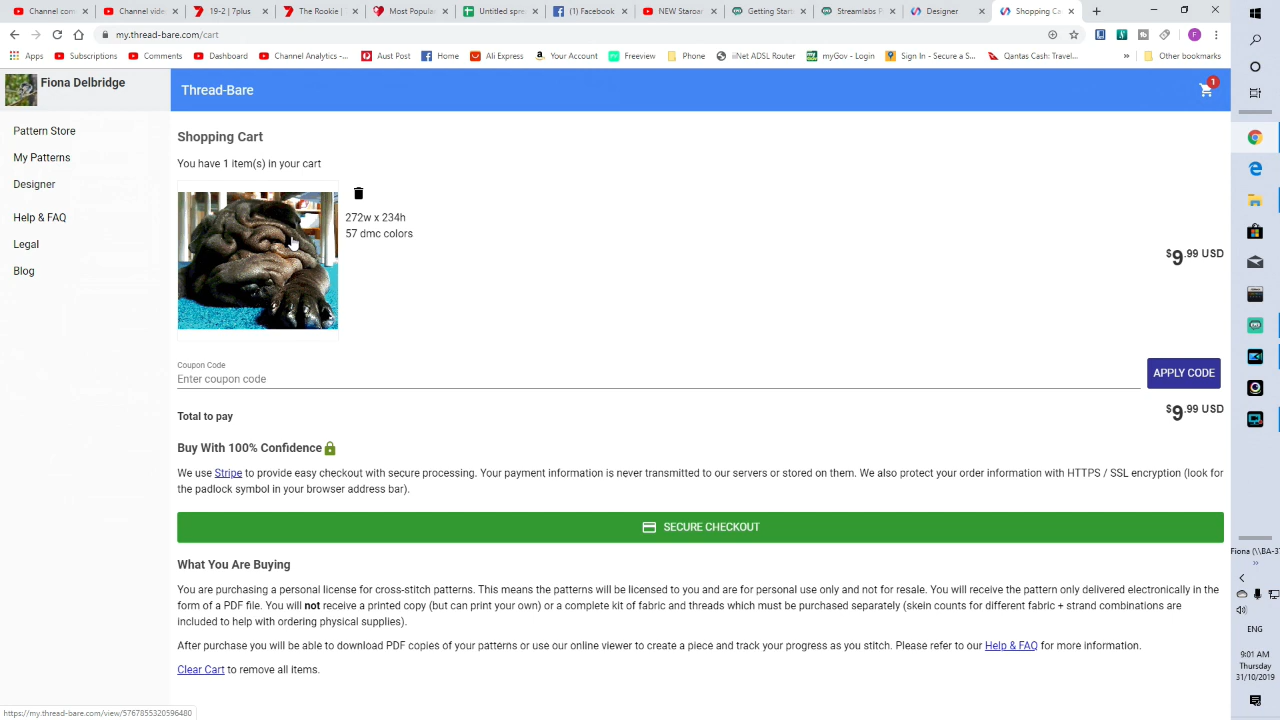 19-2 Play
The Rookie
Untitled spre
(1) Facebook
NEW Staroe
Getting Starte
Streamlabs P
Designer
Shopping Ca
my.thread-bare.com/cart
F
Apps
Subscriptions
Comments
Dashboard
Channel Analytics -...
Aust Post
Home
Ali Express
Your Account
Freeview
Phone
iiNet ADSL Router
myGov - Login
Sign In - Secure a S...
Qantas Cash: Travel...
»
Other bookmarks
Fiona Delbridge
Thread-Bare
1
Pattern Store
My Patterns
Designer
Help & FAQ
Legal
Blog
Shopping Cart
You have 1 item(s) in your cart
272w x 234h
57 dmc colors
$9.99 USD
Coupon Code
Enter coupon code
APPLY CODE
Total to pay
$9.99 USD
Buy With 100% Confidence
We use Stripe to provide easy checkout with secure processing. Your payment information is never transmitted to our servers or stored on them. We also protect your order information with HTTPS / SSL encryption (look for
the padlock symbol in your browser address bar).
SECURE CHECKOUT
What You Are Buying
You are purchasing a personal license for cross-stitch patterns. This means the patterns will be licensed to you and are for personal use only and not for resale. You will receive the pattern only delivered electronically in the
form of a PDF file. You will not receive a printed copy (but can print your own) or a complete kit of fabric and threads which must be purchased separately (skein counts for different fabric + strand combinations are
included to help with ordering physical supplies).
After purchase you will be able to download PDF copies of your patterns or use our online viewer to create a piece and track your progress as you stitch. Please refer to our Help & FAQ for more information.
Clear Cart to remove all items.
https://my.thread-bare.com/view/5767855320596480
Fiona (\\BA-3
»
ENG
9:01 AM
Thursday
31/10/2019